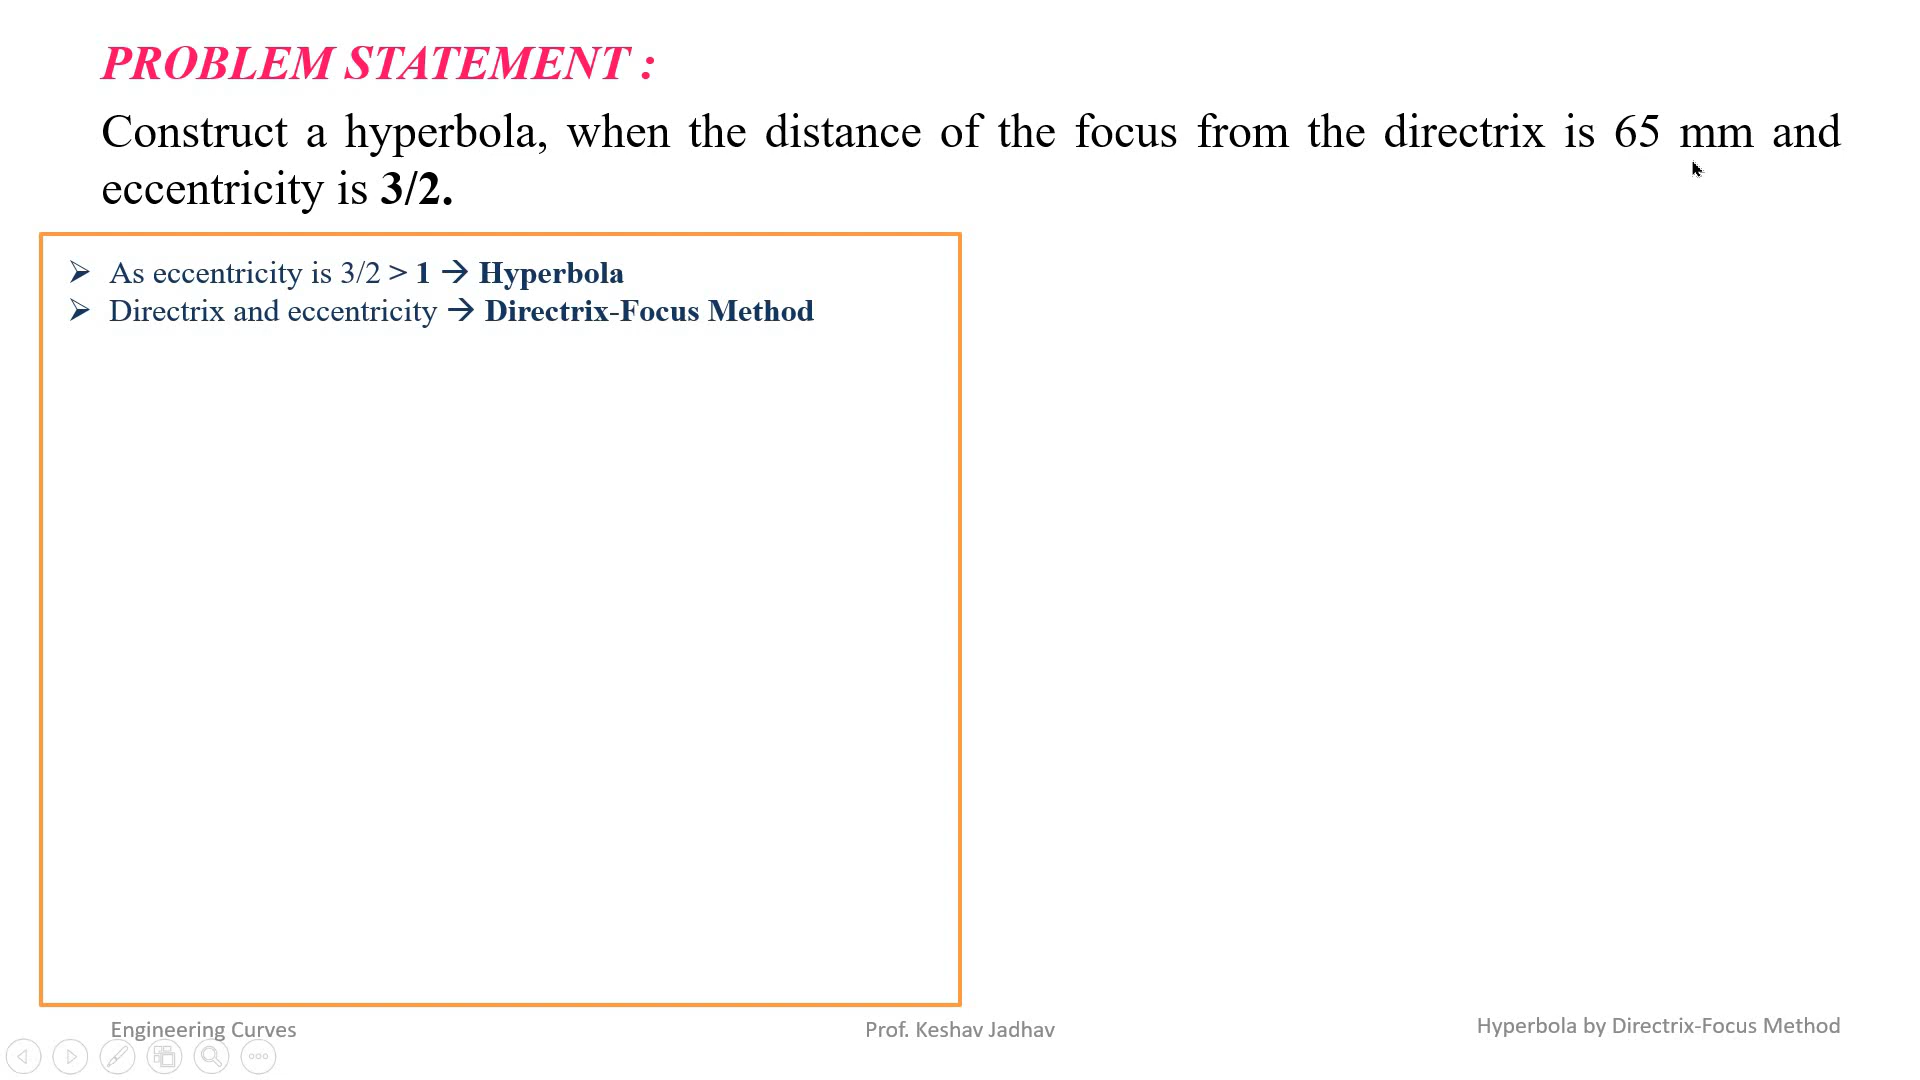 PROBLEM STATEMENT :
Construct a hyperbola, when the distance of the focus from the directrix is 65 mm and
eccentricity is 3/2.
➢ As eccentricity is 3/2 > 1 → Hyperbola
➢ Directrix and eccentricity → Directrix-Focus Method
Engineering Curves
Prof. Keshav Jadhav
Hyperbola by Directrix-Focus Method